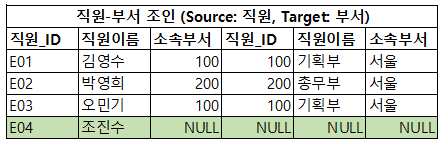 직원-부서 조인 (Source: 직원, Target: 부서)
직원_ID 직원이름 소속부서 직원_ID 직원이름 소속부서
E01 김영수 100 100 기획부 서울
E02 박영희 200 200 총무부 서울
E03 오민기 100 100 기획부 서울
E04 조진수 NULL NULL NULL NULL